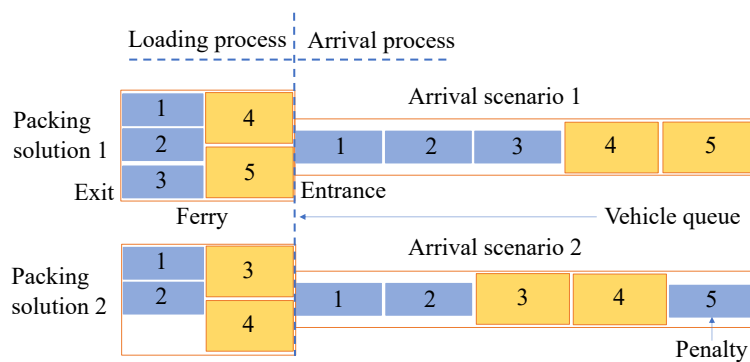 Loading process Arrival process
Arrival scenario 1
Packing
solution 1
1 4
2
3 5
1 2 3 4 5
Exit Entrance
Ferry Vehicle queue
Arrival scenario 2
Packing
solution 2
1 3
2
4
1 2 3 4 5
Penalty